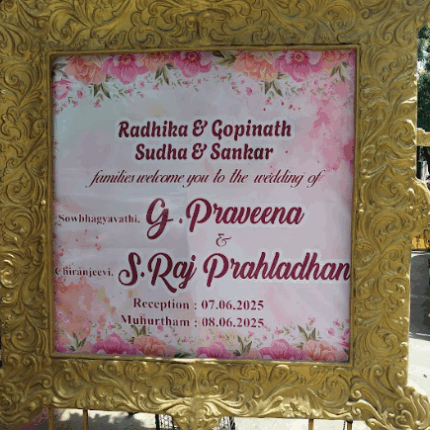 Radhika & Gopinath
Sudha & Sankar
families welcome you to the wedding of
Sowbhagyavathi. G.Praveena
&
Chiranjeevi. S.Raj Prahladhan
Reception : 07.06.2025
Muhurtham : 08.06.2025